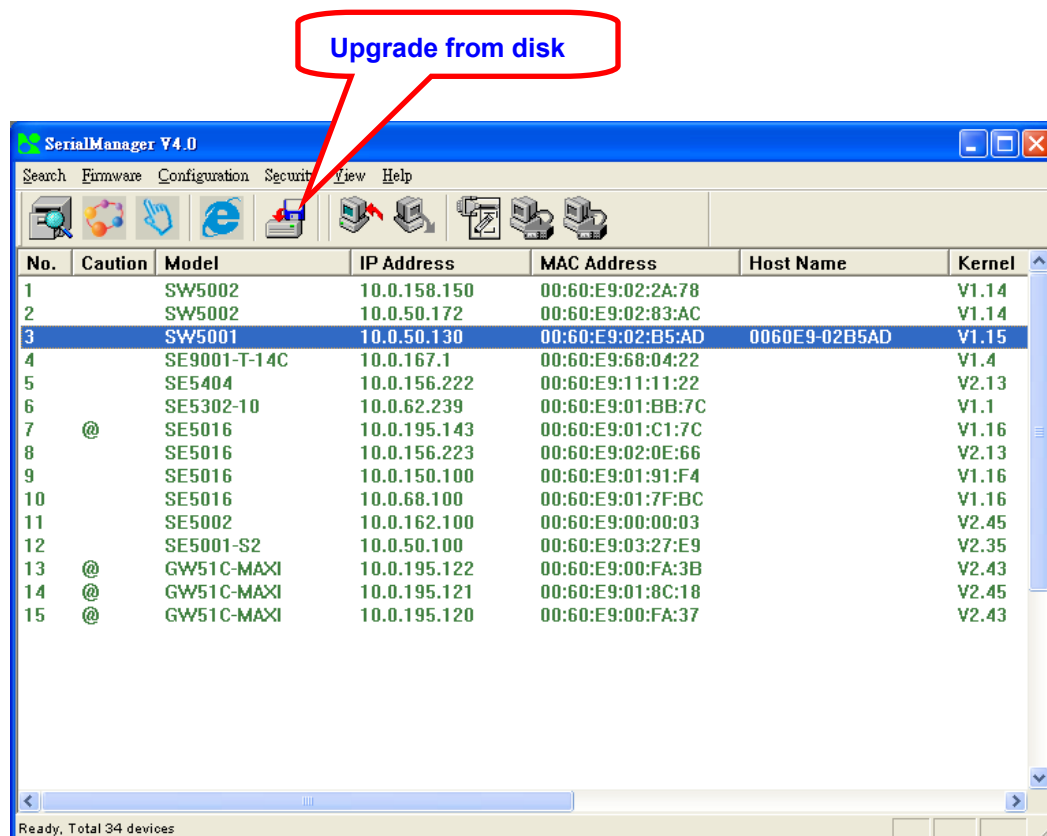 Upgrade from disk
SerialManager V4.0
Search Firmware Configuration Security View Help
No. Caution Model IP Address MAC Address Host Name Kernel
1 SW5002 10.0.158.150 00:60:E9:02:2A:78 V1.14
2 SW5002 10.0.50.172 00:60:E9:02:83:AC V1.14
3 SW5001 10.0.50.130 00:60:E9:02:B5:AD 0060E9-02B5AD V1.15
4 SE9001-T-14C 10.0.167.1 00:60:E9:68:04:22 V1.4
5 SE5404 10.0.156.222 00:60:E9:11:11:22 V2.13
6 SE5302-10 10.0.62.239 00:60:E9:01:BB:7C V1.1
7 @ SE5016 10.0.195.143 00:60:E9:01:C1:7C V1.16
8 SE5016 10.0.156.223 00:60:E9:02:0E:66 V2.13
9 SE5016 10.0.150.100 00:60:E9:01:91:F4 V1.16
10 SE5016 10.0.68.100 00:60:E9:01:7F:BC V1.16
11 SE5002 10.0.162.100 00:60:E9:00:00:03 V2.45
12 SE5001-S2 10.0.50.100 00:60:E9:03:27:E9 V2.35
13 @ GW51C-MAXI 10.0.195.122 00:60:E9:00:FA:3B V2.43
14 @ GW51C-MAXI 10.0.195.121 00:60:E9:01:8C:18 V2.45
15 @ GW51C-MAXI 10.0.195.120 00:60:E9:00:FA:37 V2.43
Ready, Total 34 devices